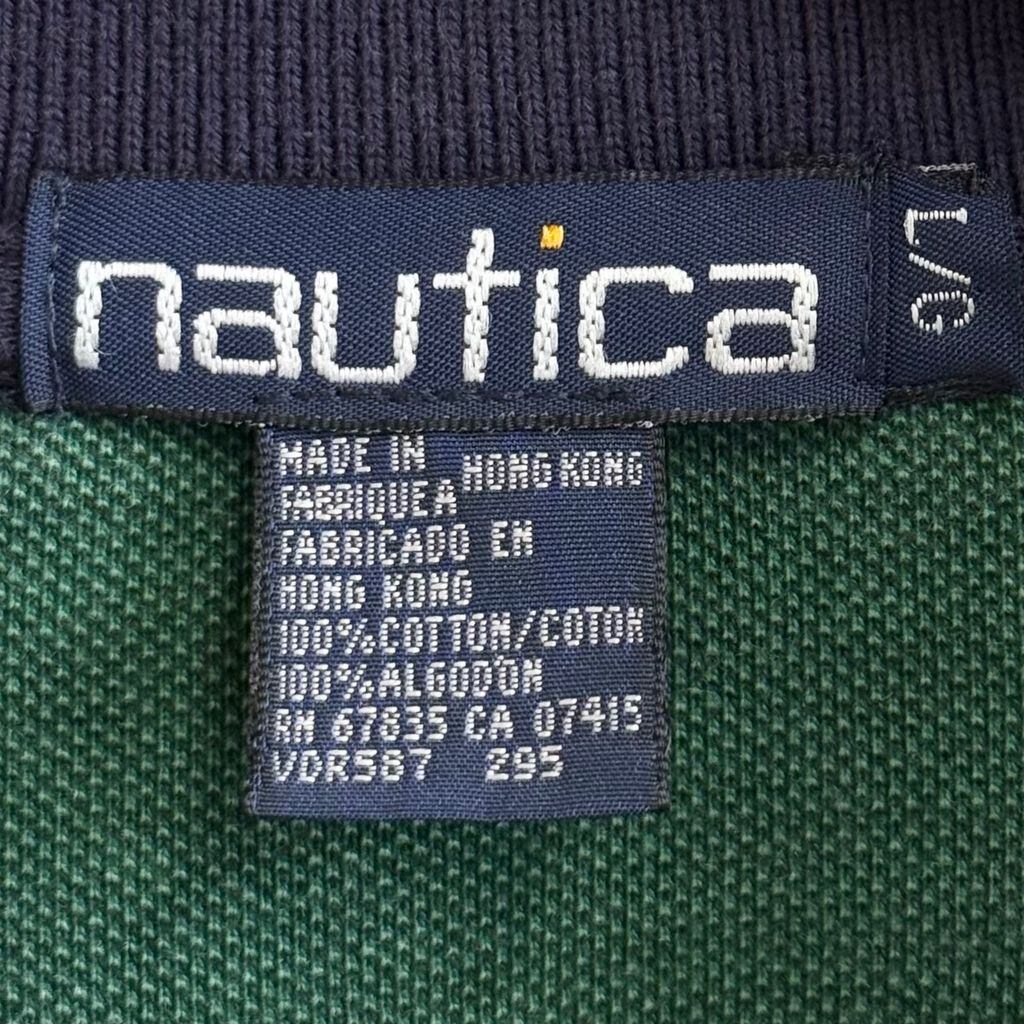 nautica
L/G
MADE IN HONG KONG
FABRIQUE A
FABRICADO EN
HONG KONG
100%COTTON/COTON
100%ALGODON
RN 67835 CA 07415
VDR587 295